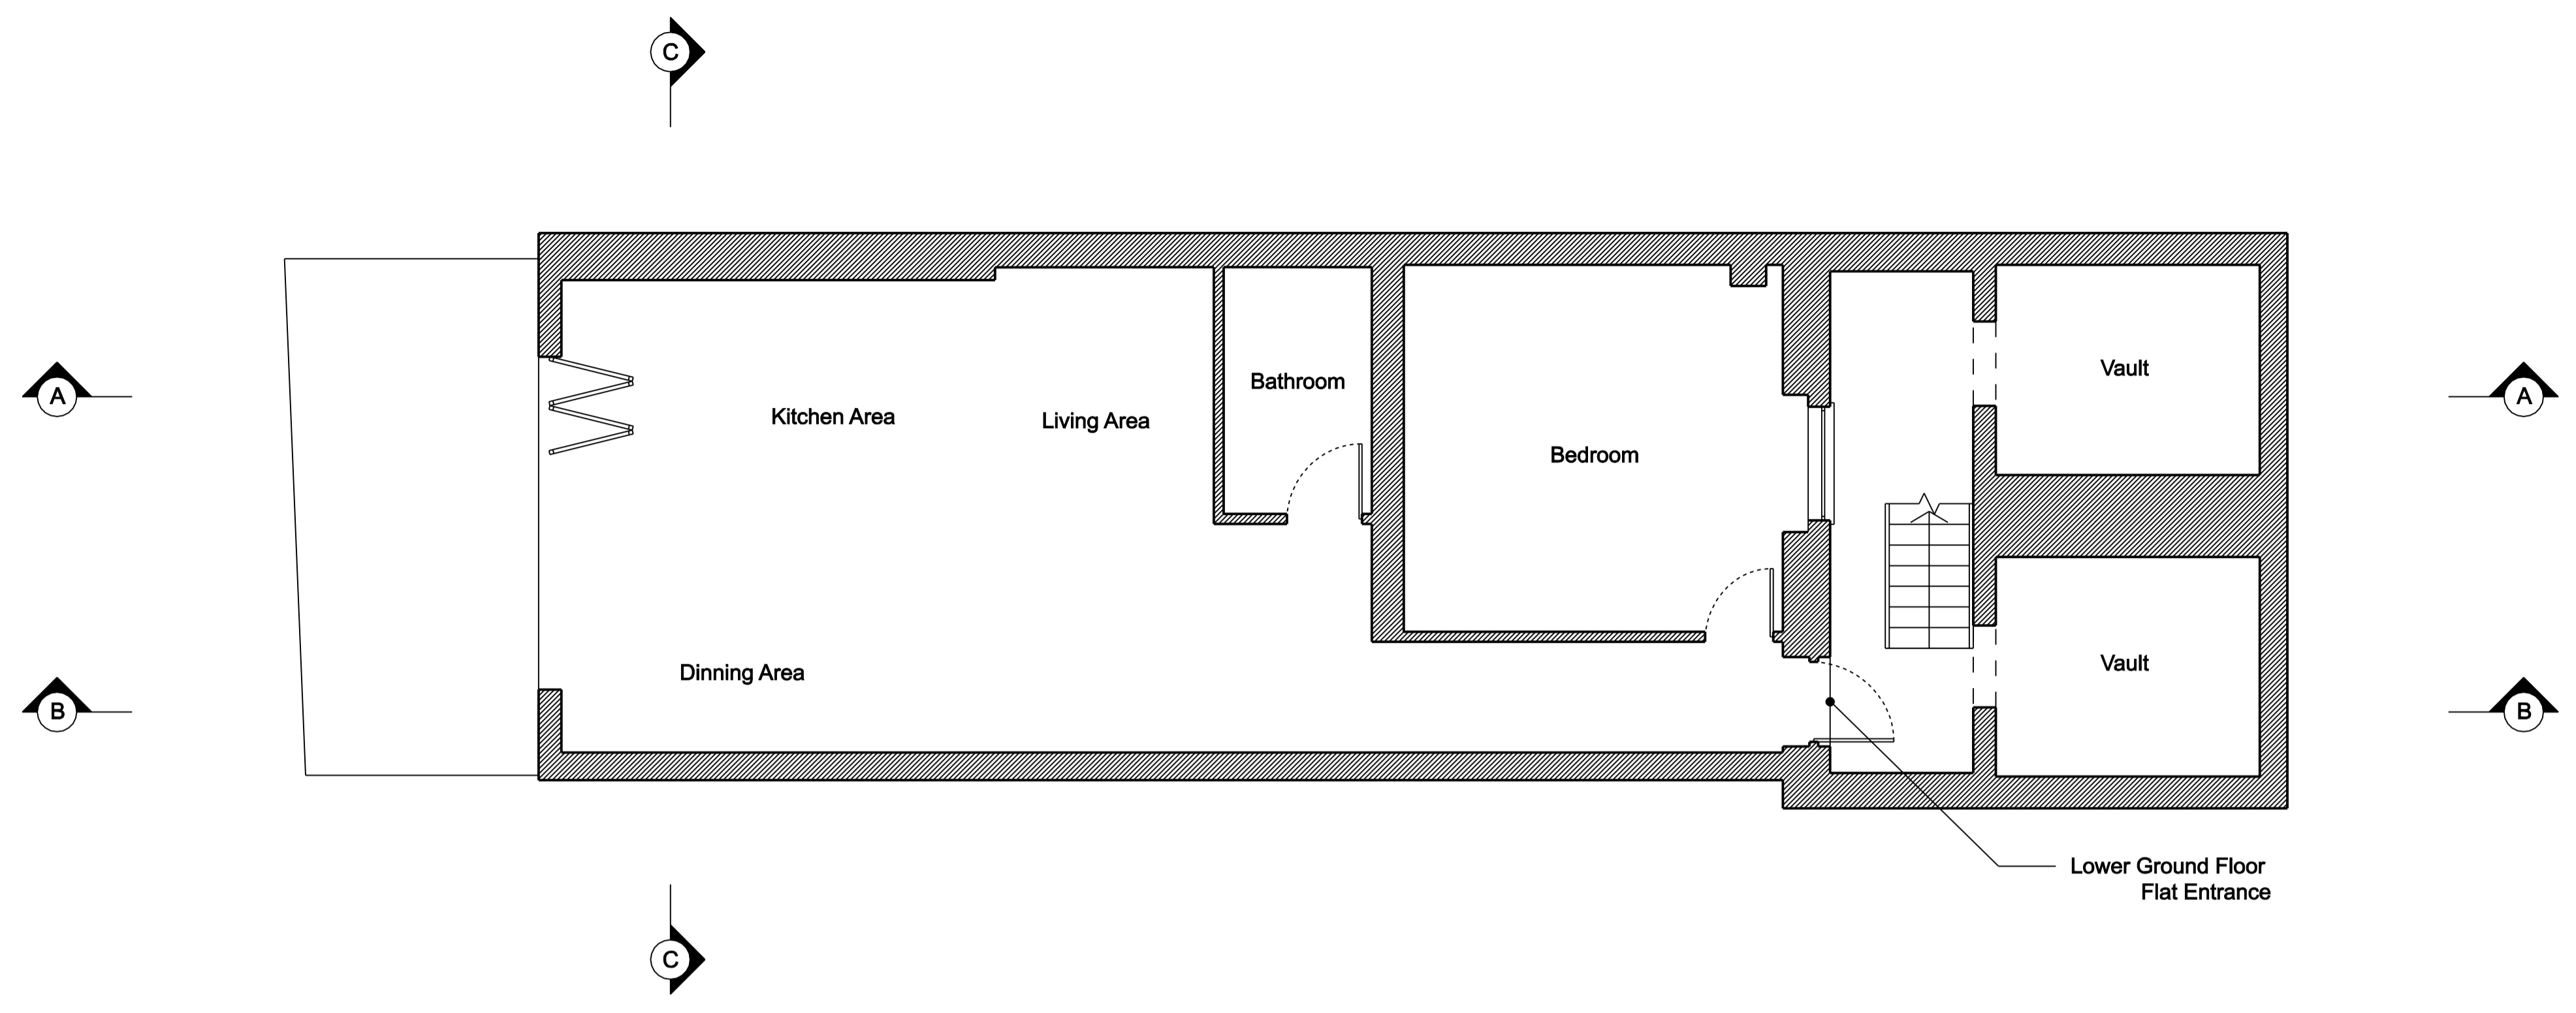 C
Vault
A
A
Bathroom
Kitchen Area
Living Area
Bedroom
Vault
Dinning Area
B
B
Lower Ground Floor
Flat Entrance
C